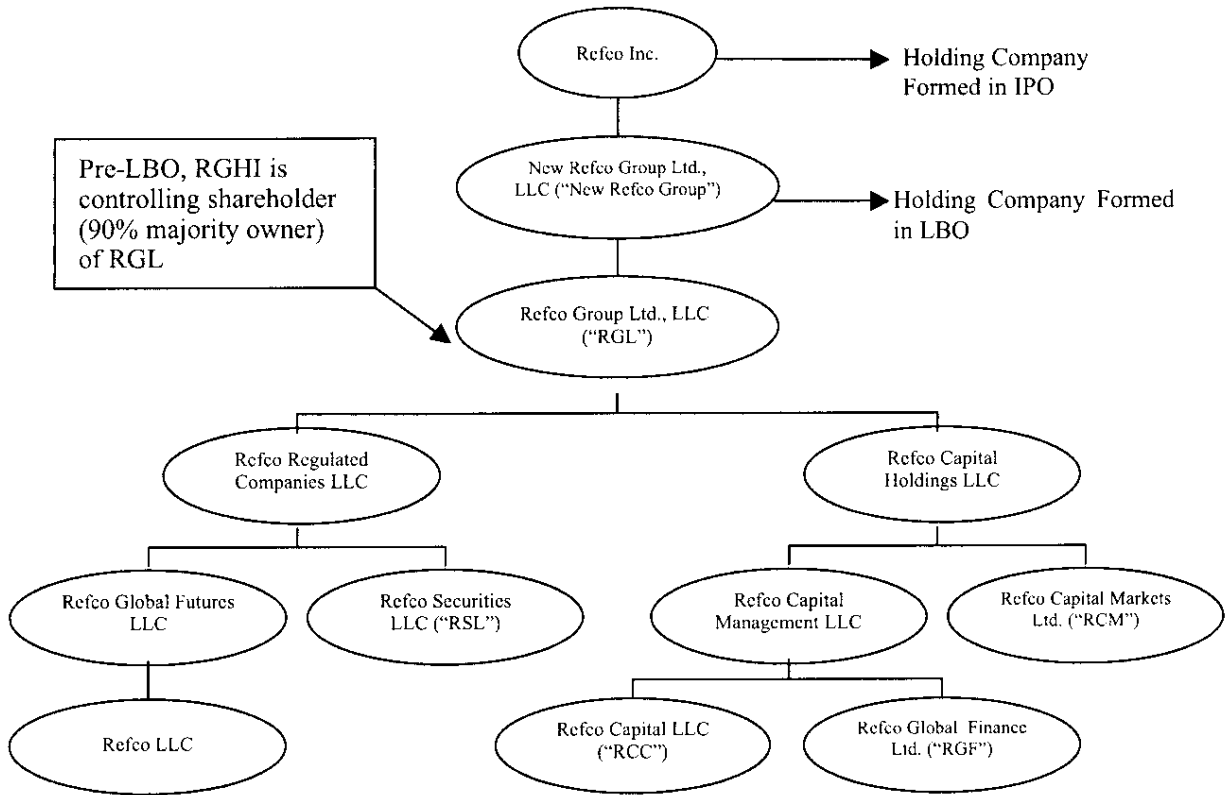 Refco Inc.
Holding Company
Formed in IPO
Pre-LBO, RGHI is
controlling shareholder
(90% majority owner)
of RGL
New Refco Group Ltd.,
LLC (“New Refco Group”)
Holding Company Formed
in LBO
Refco Group Ltd., LLC
(“RGL”)
Refco Regulated
Companies LLC
Refco Capital
Holdings LLC
Refco Global Futures
LLC
Refco Securities
LLC (“RSL”)
Refco Capital
Management LLC
Refco Capital Markets
Ltd. (“RCM”)
Refco LLC
Refco Capital LLC
(“RCC”)
Refco Global Finance
Ltd. (“RGF”)